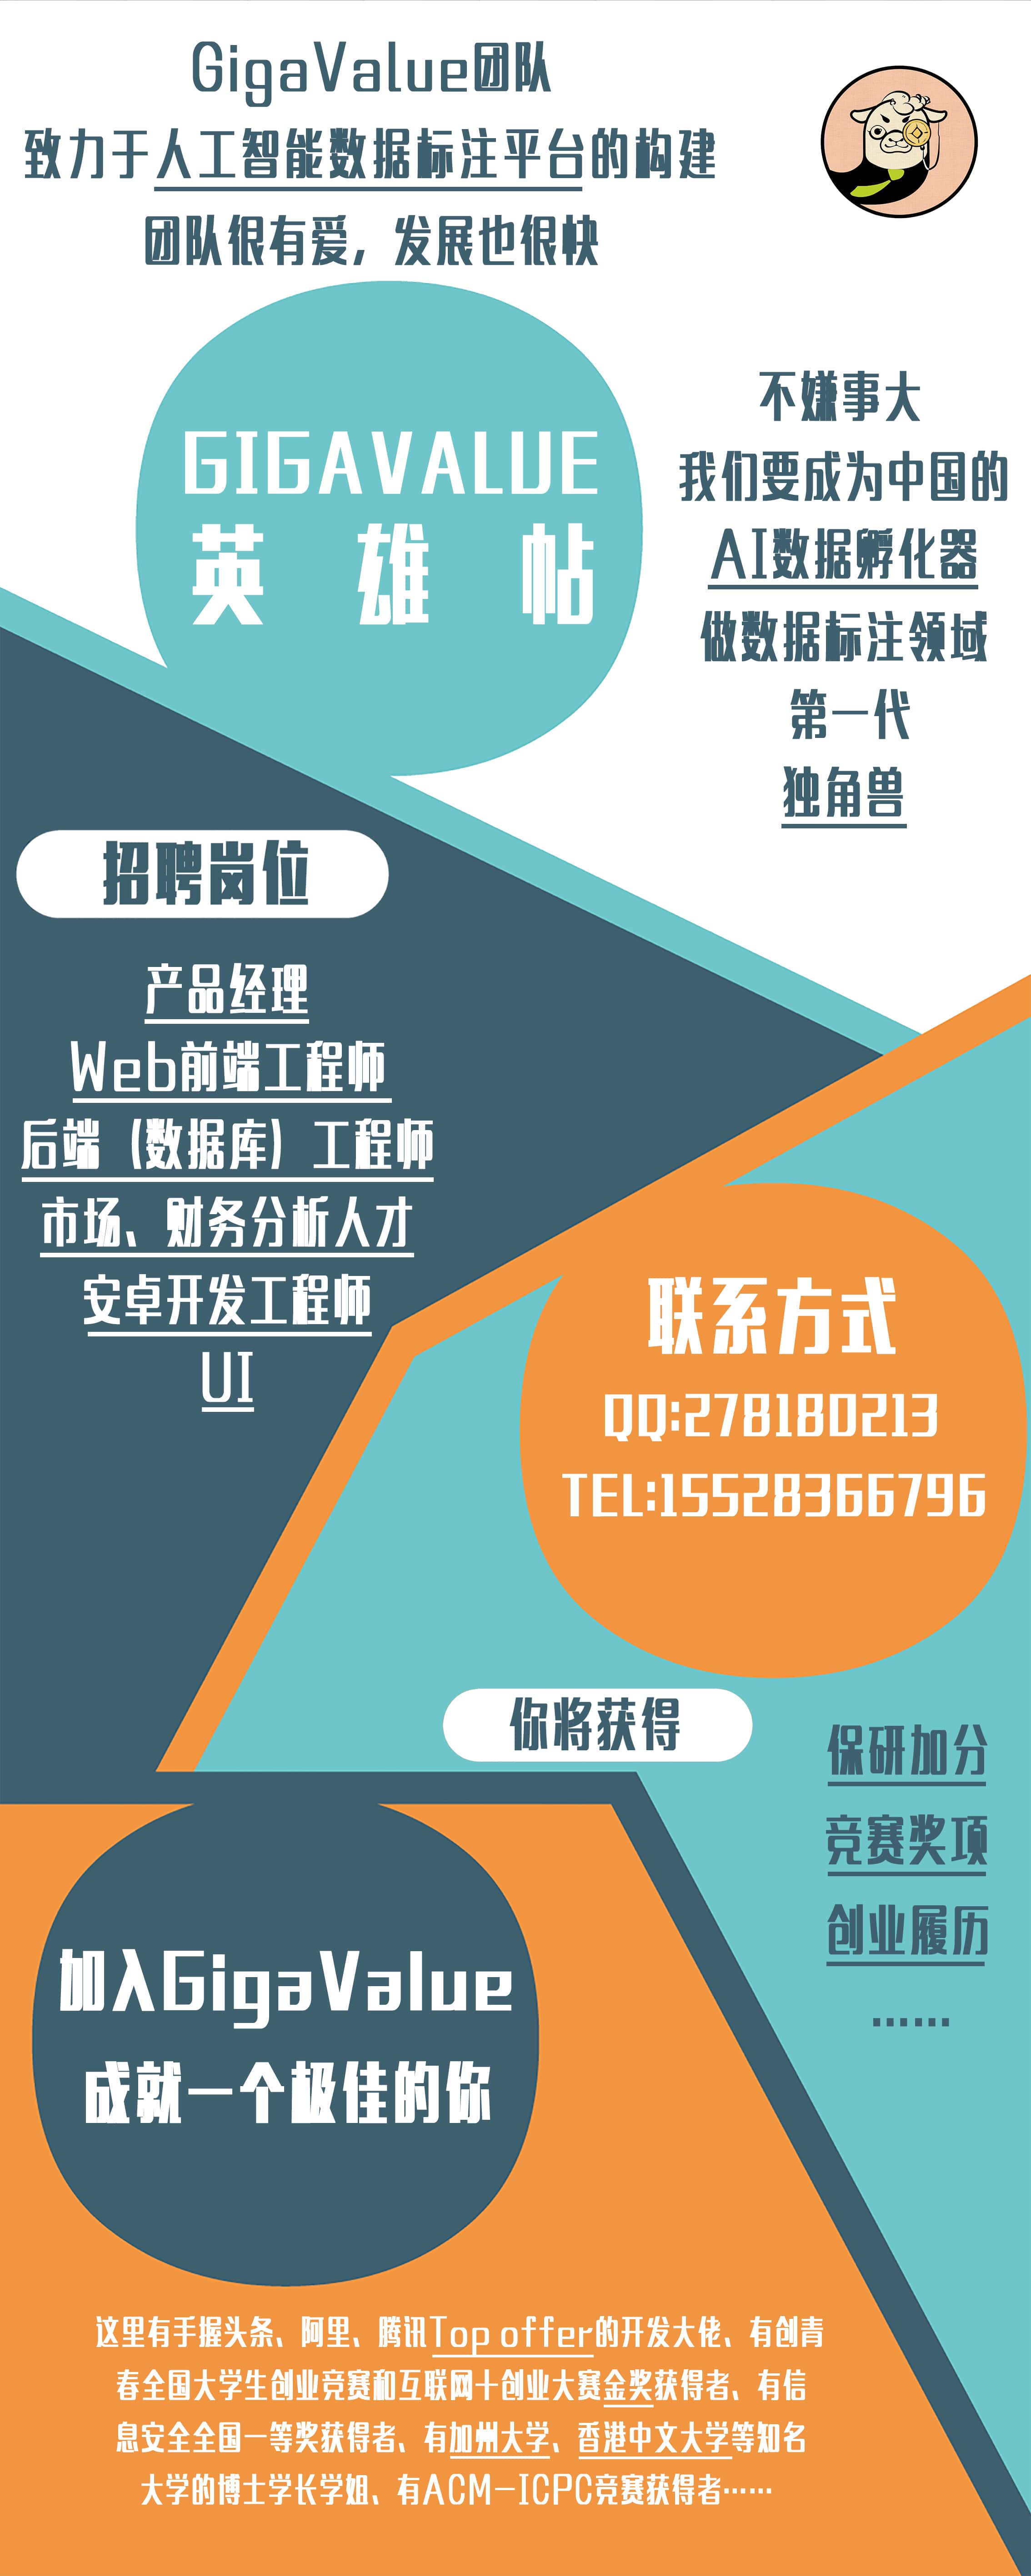 GigaValue团队
致力于人工智能数据标注平台的构建
团队很有爱，发展也很快
GIGAVALUE
英雄帖
不嫌事大
我们要成为中国的
AI数据孵化器
做数据标注领域
第一代
独角兽
招聘岗位
产品经理
Web前端工程师
后端（数据库）工程师
市场、财务分析人才
安卓开发工程师
UI
联系方式
QQ:278180213
TEL:15528366796
你将获得
保研加分
竞赛奖项
创业履历
……
加入GigaValue
成就一个极佳的你
这里有手握头条、阿里、腾讯Top offer的开发大佬、有创青
春全国大学生创业竞赛和互联网十创业大赛金奖获得者、有信
息安全全国一等奖获得者、有加州大学、香港中文大学等知名
大学的博士学长学姐、有ACM—ICPC竞赛获得者……